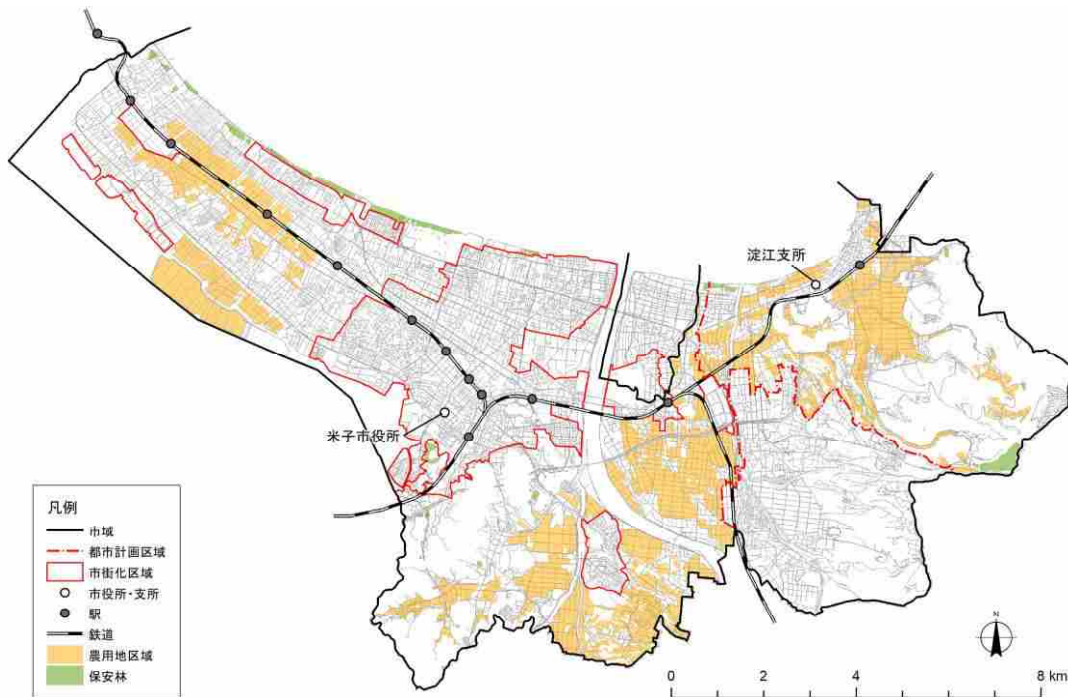 淀江支所
米子市役所
凡例
市域
都市計画区域
市街化区域
市役所・支所
駅
鉄道
農用地区域
保安林
N
0 2 4 8 km